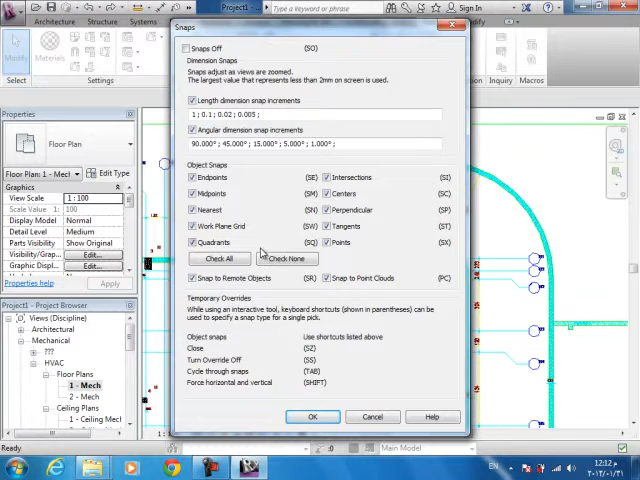 Project1 -
Type a keyword or phrase
Sign In
Architecture
Structure
Systems
Modify
Materials
Select
Inquiry
Macros
Snaps
Snaps Off (SO)
Dimension Snaps
Snaps adjust as views are zoomed.
The largest value that represents less than 2mm on screen is used.
Length dimension snap increments
1 ; 0.1 ; 0.02 ; 0.005 ;
Angular dimension snap increments
90.000° ; 45.000° ; 15.000° ; 5.000° ; 1.000° ;
Object Snaps
Endpoints (SE) Intersections (SI)
Midpoints (SM) Centers (SC)
Nearest (SN) Perpendicular (SP)
Work Plane Grid (SW) Tangents (ST)
Quadrants (SQ) Points (SX)
Check All Check None
Snap to Remote Objects (SR) Snap to Point Clouds (PC)
Temporary Overrides
While using an interactive tool, keyboard shortcuts (shown in parentheses) can be
used to specify a snap type for a single pick.
Object snaps Use shortcuts listed above
Close (SZ)
Turn Override Off (SS)
Cycle through snaps (TAB)
Force horizontal and vertical (SHIFT)
OK Cancel Help
Properties
Floor Plan
Floor Plan: 1 - Mech Edit Type
Graphics
View Scale 1 : 100
Scale Value 1: 100
Display Model Normal
Detail Level Medium
Parts Visibility Show Original
Visibility/Grap... Edit...
Graphic Displ... Edit...
Properties help Apply
Project1 - Project Browser
Views (Discipline)
Architectural
Mechanical
???
HVAC
Floor Plans
1 - Mech
2 - Mech
Ceiling Plans
1 - Ceiling Mech
Ready
Main Model
EN